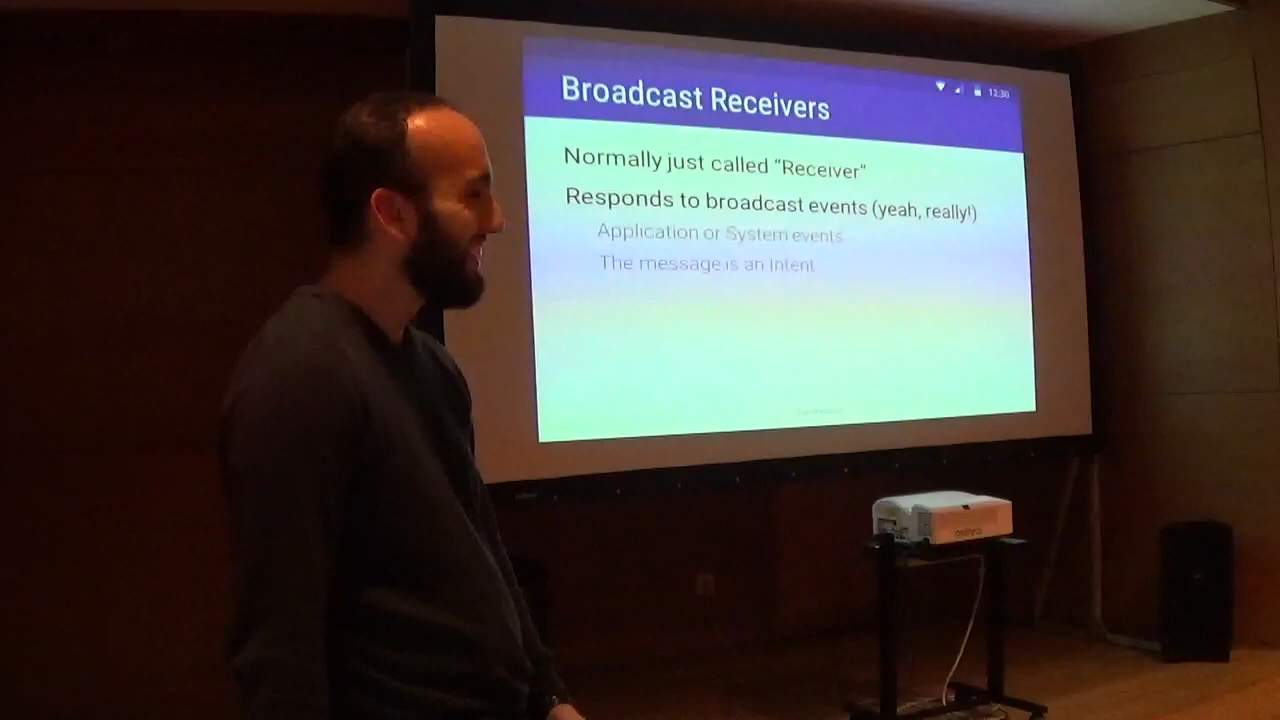 Broadcast Receivers
12:30
Normally just called “Receiver”
Responds to broadcast events (yeah, really!)
Application or System events
The message is an Intent